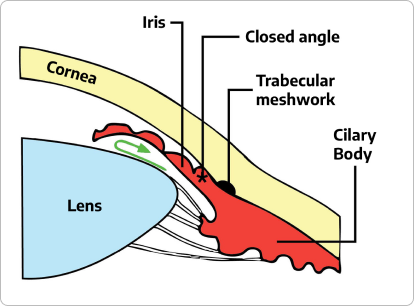 Iris
Closed angle
Cornea
Trabecular
meshwork
Cilary
Body
Lens
*